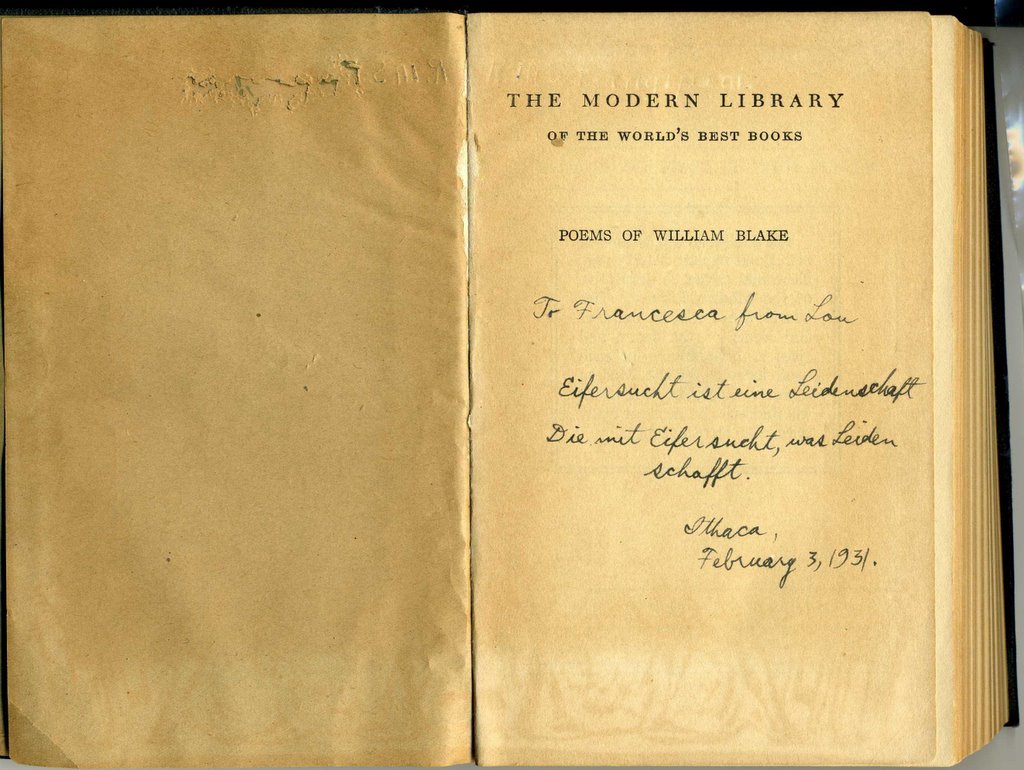 THE MODERN LIBRARY
OF THE WORLD'S BEST BOOKS
POEMS OF WILLIAM BLAKE
To Francesca from Lou
Eifersucht ist eine Leidenschaft
Die mit Eifersucht, was Leiden
schafft.
Ithaca,
February 3, 1931.